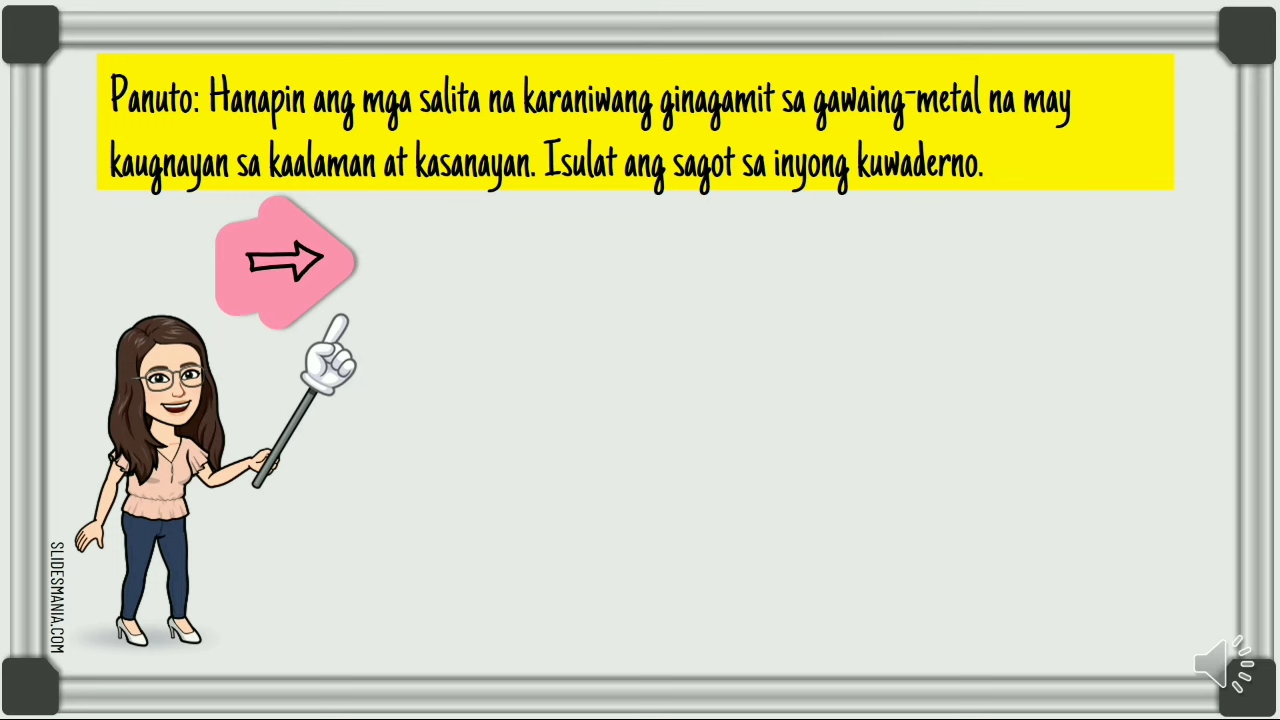 Panuto: Hanapin ang mga salita na karaniwang ginagamit sa gawaing-metal na may
kaugnayan sa kaalaman at kasanayan. Isulat ang sagot sa inyong kuwaderno.
SLIDESMANIA.COM